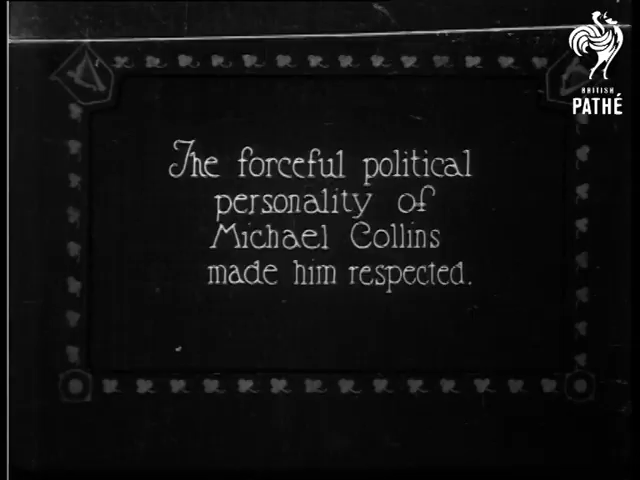 BRITISH
PATHÉ
The forceful political
personality of
Michael Collins
made him respected.